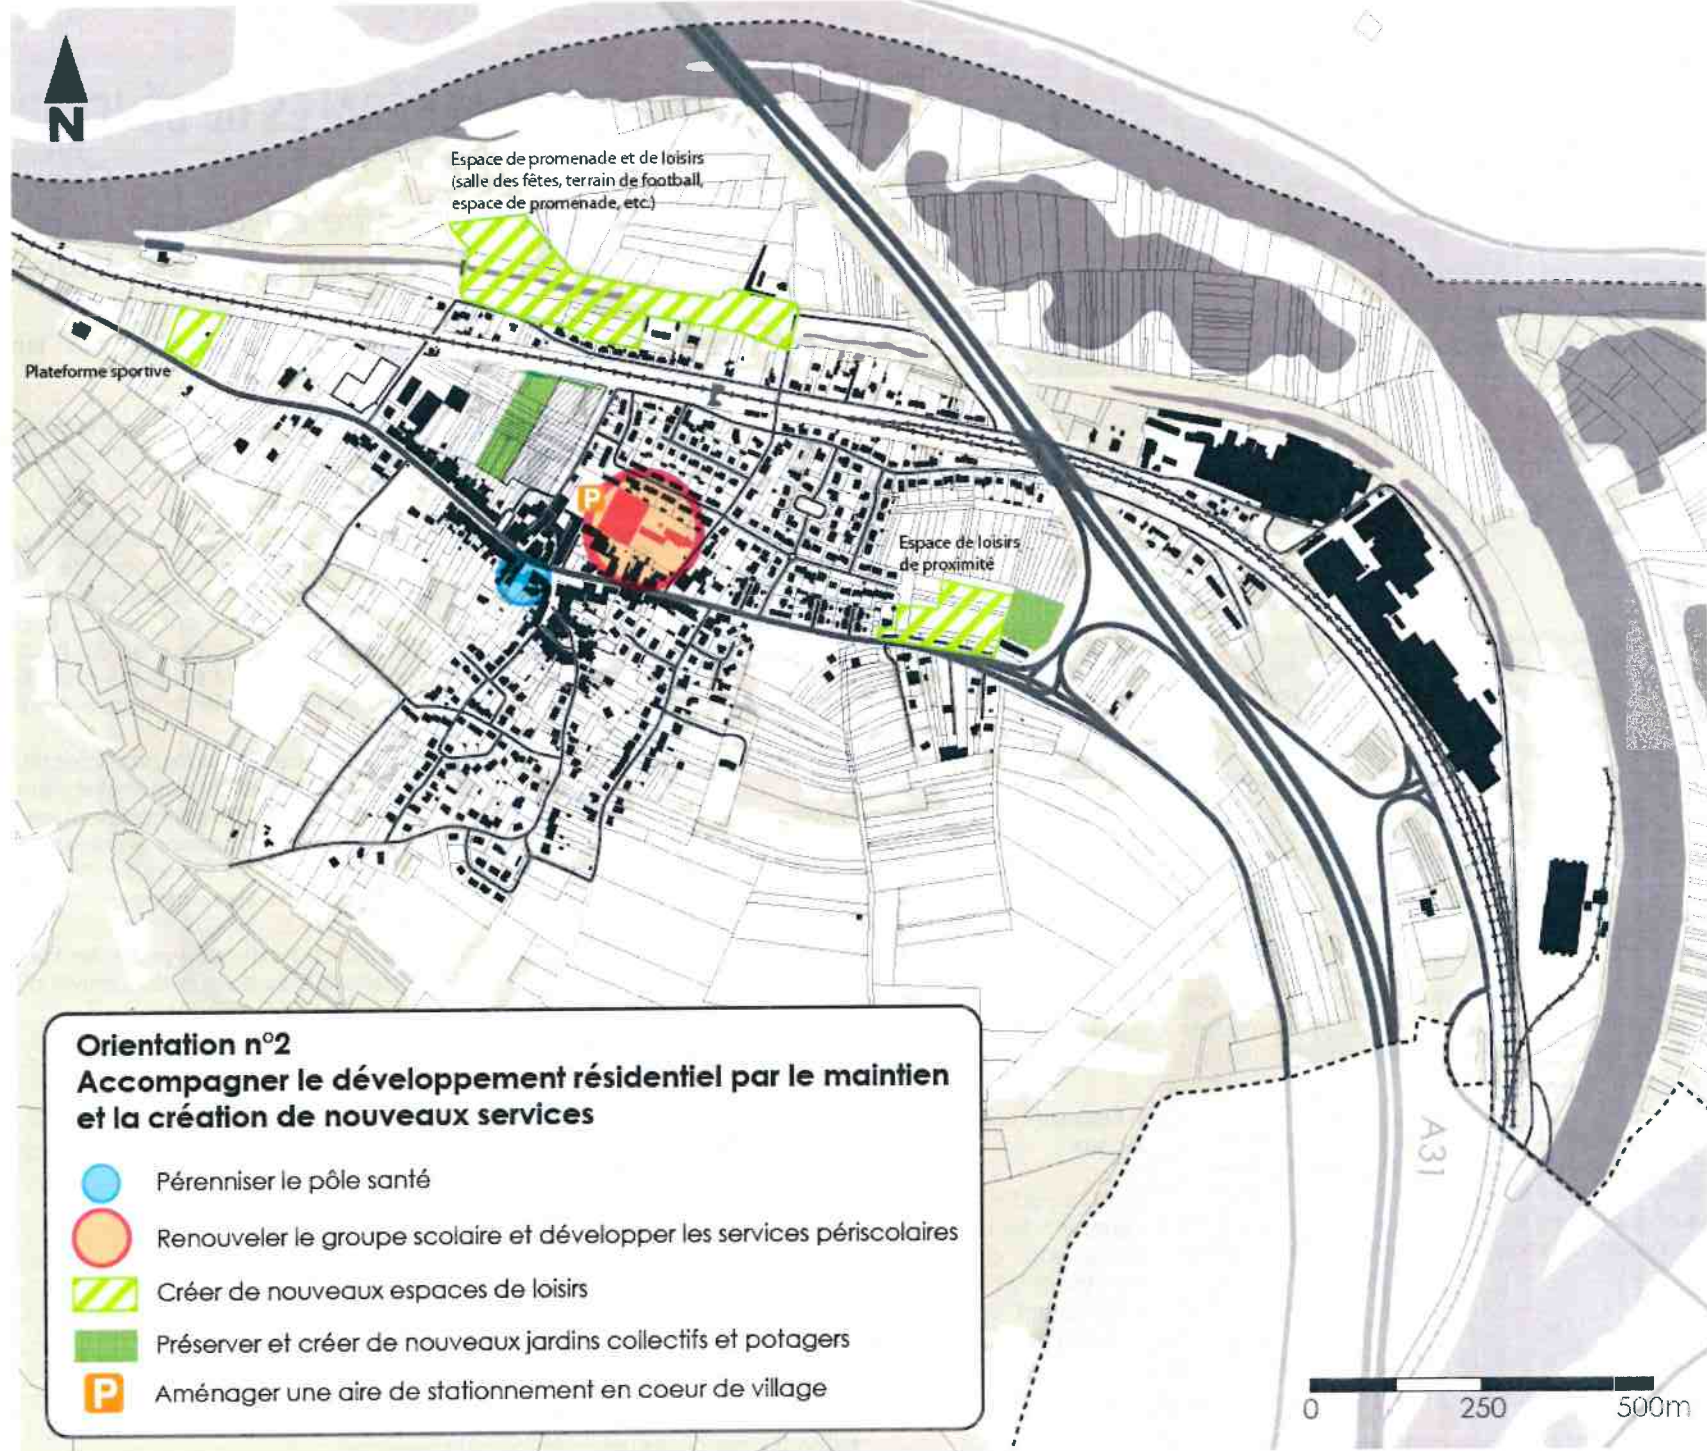 N
Espace de promenade et de loisirs
(salle des fêtes, terrain de football,
espace de promenade, etc.)
Plateforme sportive
P
Espace de loisirs
de proximité
A31
Orientation n°2
Accompagner le développement résidentiel par le maintien
et la création de nouveaux services
Pérenniser le pôle santé
Renouveler le groupe scolaire et développer les services périscolaires
Créer de nouveaux espaces de loisirs
Préserver et créer de nouveaux jardins collectifs et potagers
P Aménager une aire de stationnement en coeur de village
0 250 500m